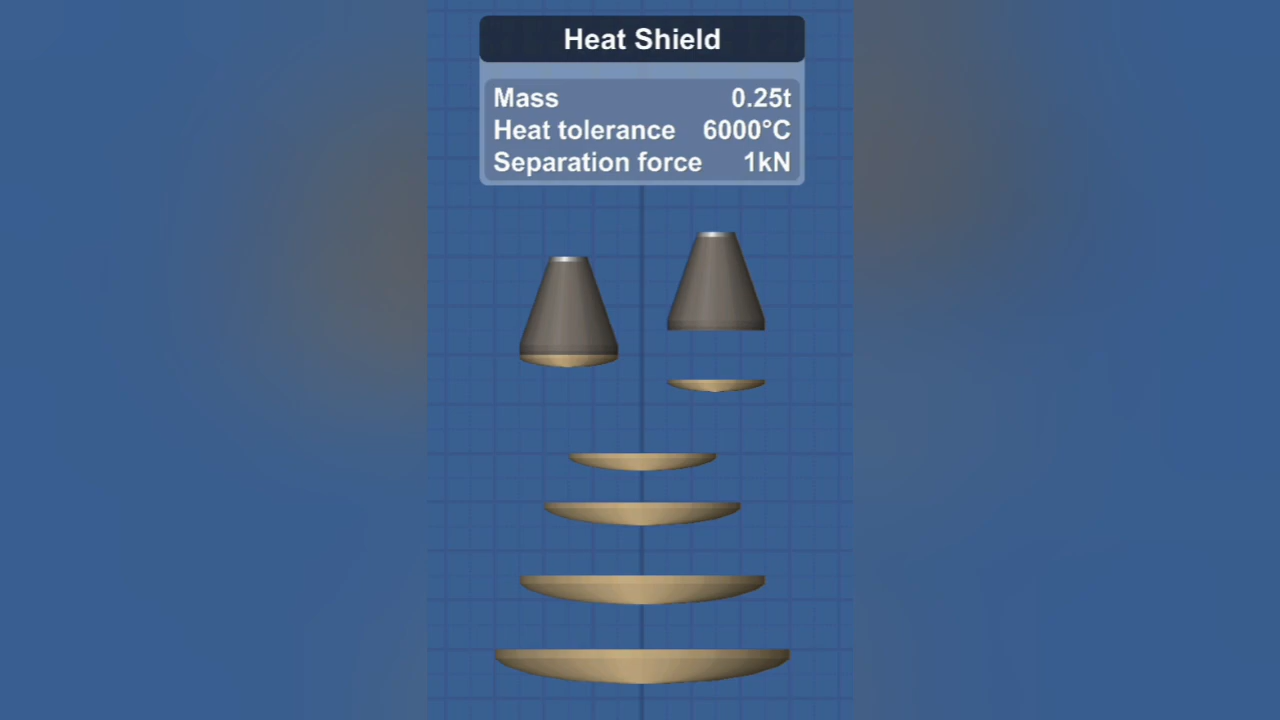 Heat Shield
Mass 0.25t
Heat tolerance 6000°C
Separation force 1kN